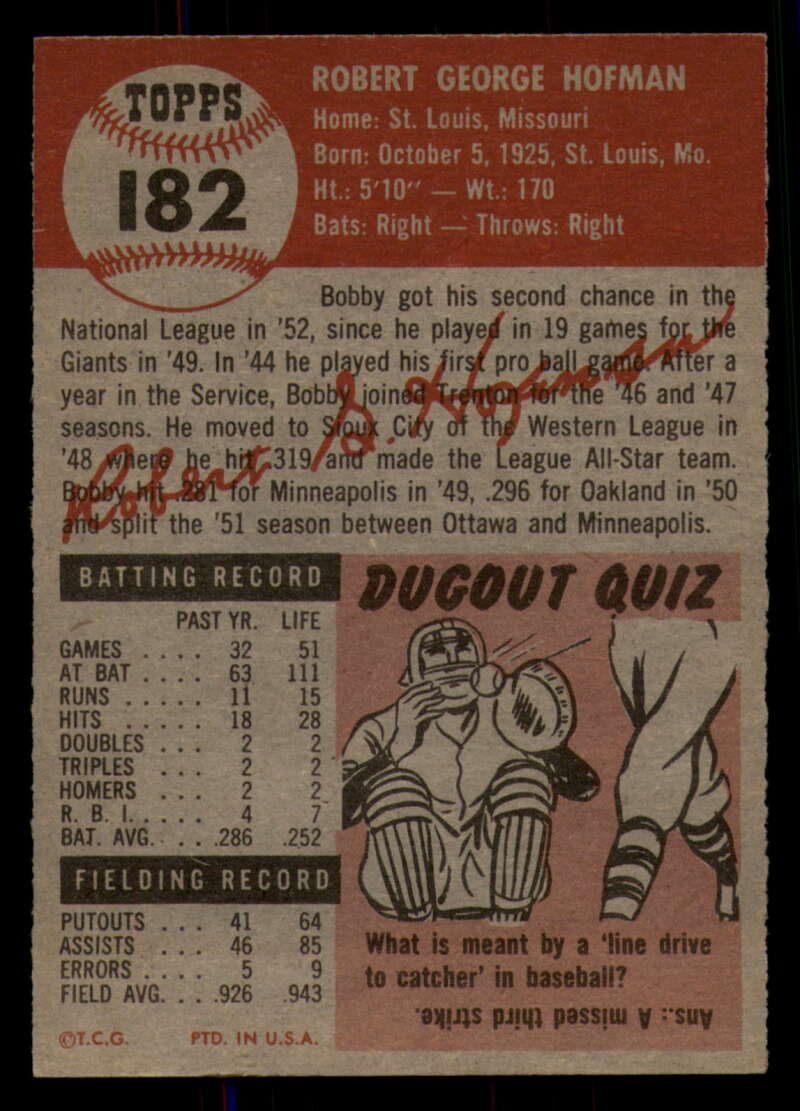 TOPPS
182
ROBERT GEORGE HOFMAN
Home: St. Louis, Missouri
Born: October 5, 1925, St. Louis, Mo.
Ht.: 5'10" — Wt.: 170
Bats: Right — Throws: Right
Bobby got his second chance in the
National League in '52, since he played in 19 games for the
Giants in '49. In '44 he played his first pro ball game. After a
year in the Service, Bobby joined Trenton for the '46 and '47
seasons. He moved to Sioux City of the Western League in
'48 where he hit .319 and made the League All-Star team.
Bobby hit .281 for Minneapolis in '49, .296 for Oakland in '50
and split the '51 season between Ottawa and Minneapolis.
Robert G. Hofman
BATTING RECORD
PAST YR. LIFE
GAMES .... 32 51
AT BAT .... 63 111
RUNS ..... 11 15
HITS ..... 18 28
DOUBLES ... 2 2
TRIPLES ... 2 2
HOMERS ... 2 2
R. B. I. .... 4 7
BAT. AVG. ... .286 .252
FIELDING RECORD
PUTOUTS ... 41 64
ASSISTS ... 46 85
ERRORS .... 5 9
FIELD AVG. ... .926 .943
©T.C.G. PTD. IN U.S.A.
DUGOUT QUIZ
What is meant by a 'line drive
to catcher' in baseball?
Ans.: A missed third strike.